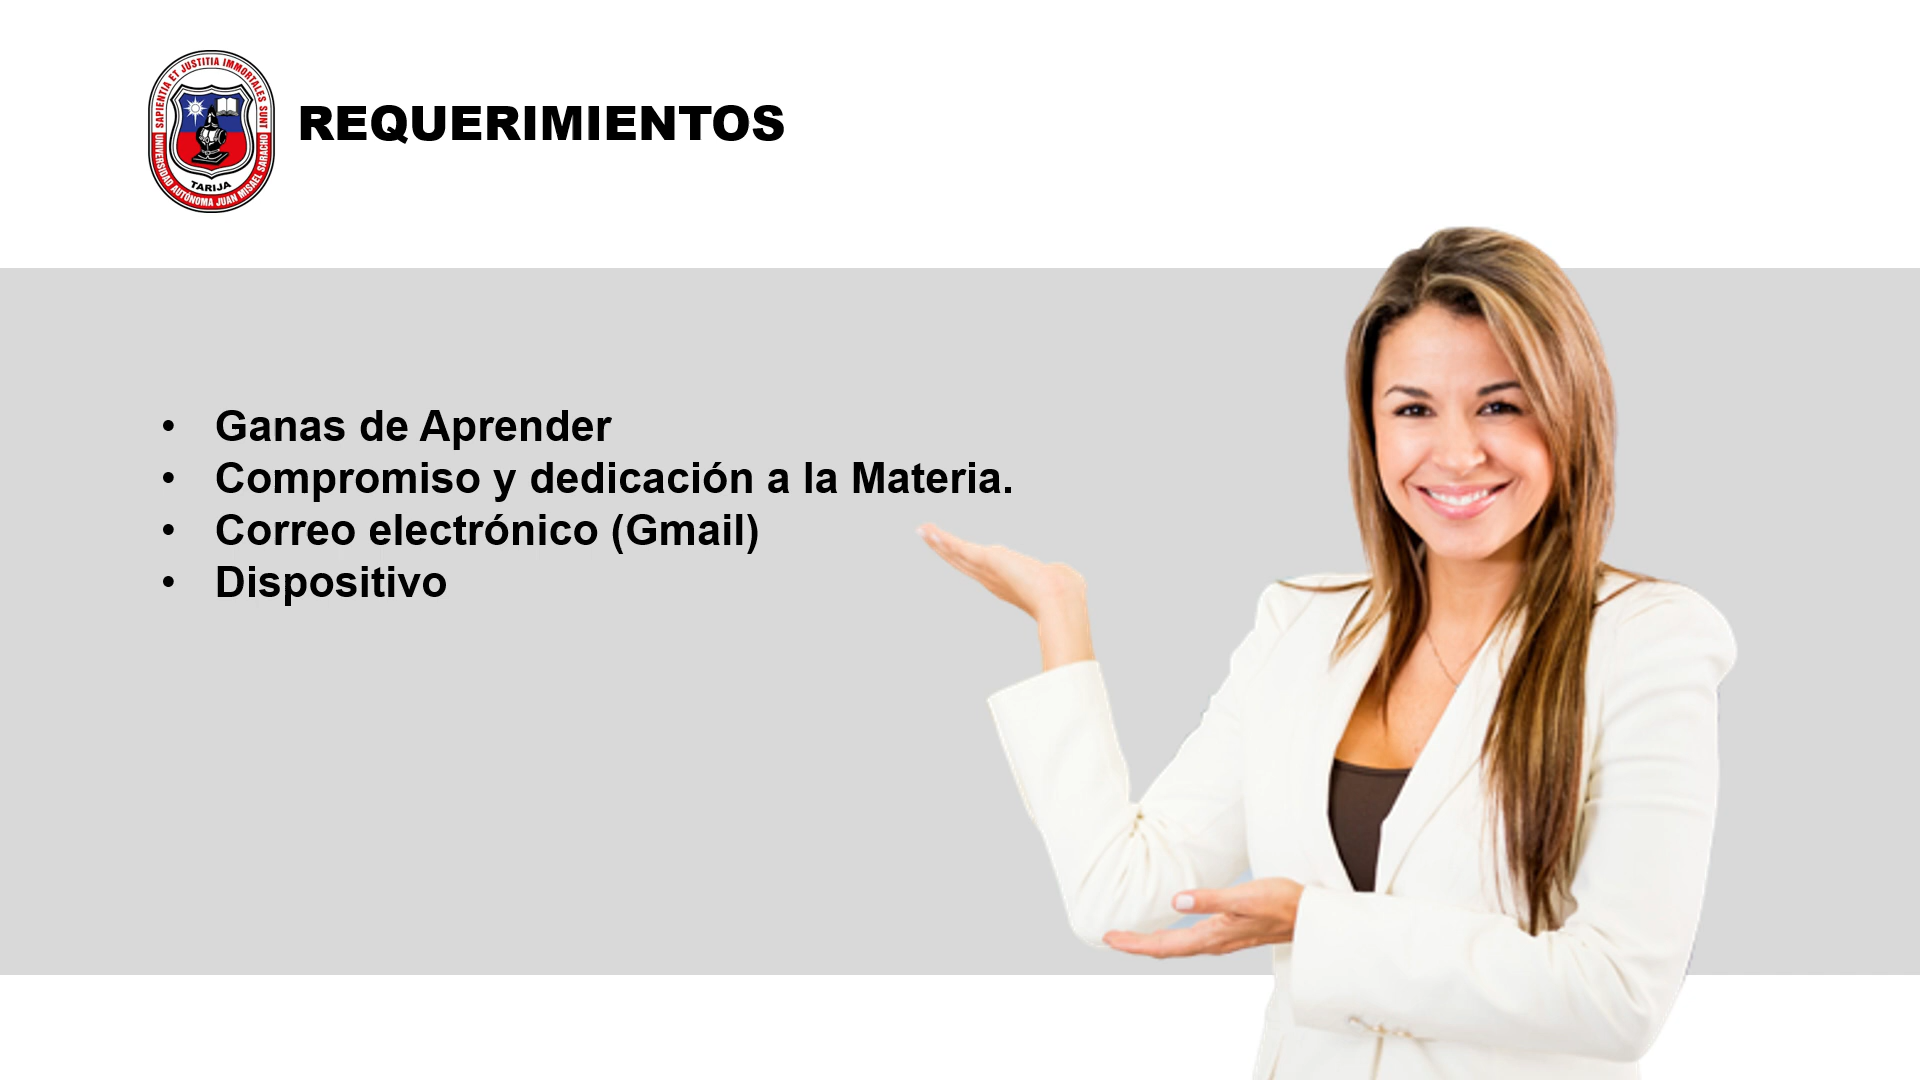 SAPIENTIA ET JUSTITIA IMMORTALES SUNT
UNIVERSIDAD AUTÓNOMA JUAN MISAEL SARACHO
TARIJA
REQUERIMIENTOS
• Ganas de Aprender
• Compromiso y dedicación a la Materia.
• Correo electrónico (Gmail)
• Dispositivo